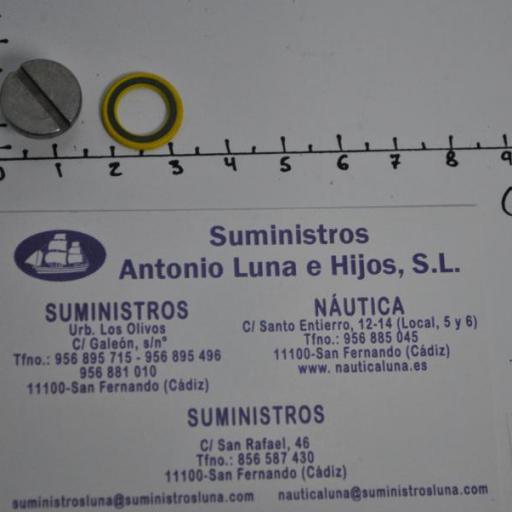 0 1 2 3 4 5 6 7 8 9
Suministros
Antonio Luna e Hijos, S.L.
SUMINISTROS
Urb. Los Olivos
C/ Galeón, s/nº
Tfno.: 956 895 715 - 956 895 496
956 881 010
11100-San Fernando (Cádiz)
NÁUTICA
C/ Santo Entierro, 12-14 (Local, 5 y 6)
Tfno.: 956 885 045
11100-San Fernando (Cádiz)
www. nauticaluna.es
SUMINISTROS
C/ San Rafael, 46
Tfno.: 856 587 430
11100-San Fernando (Cádiz)
suministrosluna@suministrosluna.com nauticaluna@suministrosluna.com